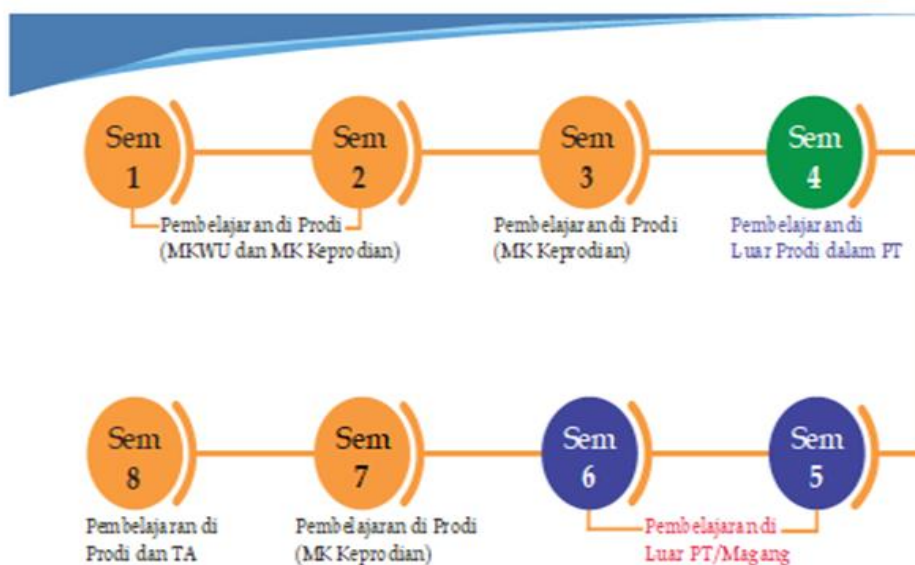 Sem
1
Sem
2
Sem
3
Sem
4
Pembelajaran di Prodi
(MKWU dan MK Keprodian)
Pembelajaran di Prodi
(MK Keprodian)
Pembelajaran di
Luar Prodi dalam PT
Sem
8
Sem
7
Sem
6
Sem
5
Pembelajaran di
Prodi dan TA
Pembelajaran di Prodi
(MK Keprodian)
Pembelajaran di
Luar PT/Magang